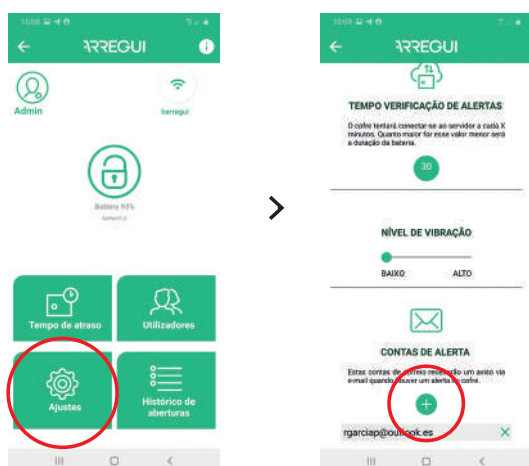 ARREGUI
Admin
barregui
Battery 93%
Tempo de atraso
Utilizadores
Ajustes
Histórico de
aberturas
10:09
ARREGUI
TEMPO VERIFICAÇÃO DE ALERTAS
O cofre tentará conectar-se ao servidor a cada X
minutos. Quanto maior for esse valor menor será
a duração da bateria.
30
NÍVEL DE VIBRAÇÃO
BAIXO ALTO
CONTAS DE ALERTA
Estas contas de correio receberão um aviso via
e-mail quando houver um alerta do cofre.
rgarciap@outlook.es